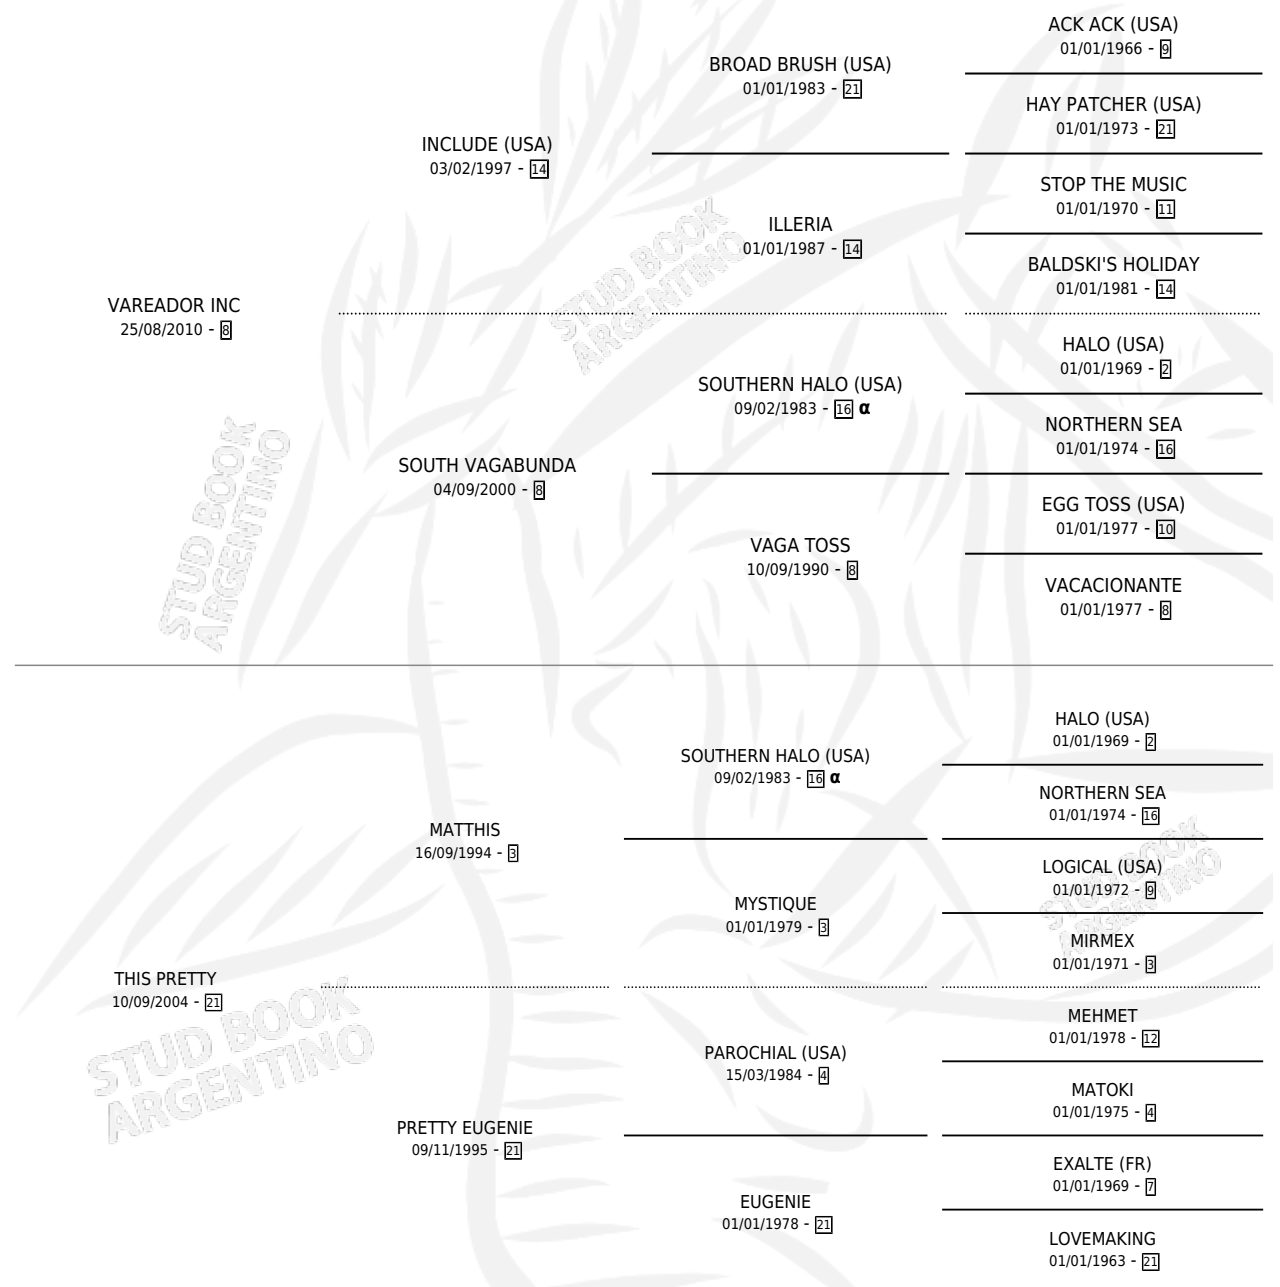 ACK ACK (USA)
01/01/1966 - 9
BROAD BRUSH (USA)
01/01/1983 - 21
HAY PATCHER (USA)
01/01/1973 - 21
INCLUDE (USA)
03/02/1997 - 14
STOP THE MUSIC
01/01/1970 - 11
ILLERIA
01/01/1987 - 14
BALDSKI'S HOLIDAY
01/01/1981 - 14
STUD BOOK
ARGENTINO
VAREADOR INC
25/08/2010 - 8
HALO (USA)
01/01/1969 - 2
SOUTHERN HALO (USA)
09/02/1983 - 16 α
NORTHERN SEA
01/01/1974 - 16
SOUTH VAGABUNDA
04/09/2000 - 8
EGG TOSS (USA)
01/01/1977 - 10
VAGA TOSS
10/09/1990 - 8
VACACIONANTE
01/01/1977 - 8
STUD BOOK
ARGENTINO
HALO (USA)
01/01/1969 - 2
SOUTHERN HALO (USA)
09/02/1983 - 16 α
NORTHERN SEA
01/01/1974 - 16
MATTHIS
16/09/1994 - 3
LOGICAL (USA)
01/01/1972 - 9
MYSTIQUE
01/01/1979 - 3
MIRMEX
01/01/1971 - 3
STUD BOOK
ARGENTINO
THIS PRETTY
10/09/2004 - 21
MEHMET
01/01/1978 - 12
PAROCHIAL (USA)
15/03/1984 - 4
MATOKI
01/01/1975 - 4
STUD BOOK
ARGENTINO
PRETTY EUGENIE
09/11/1995 - 21
EXALTE (FR)
01/01/1969 - 7
EUGENIE
01/01/1978 - 21
LOVEMAKING
01/01/1963 - 21